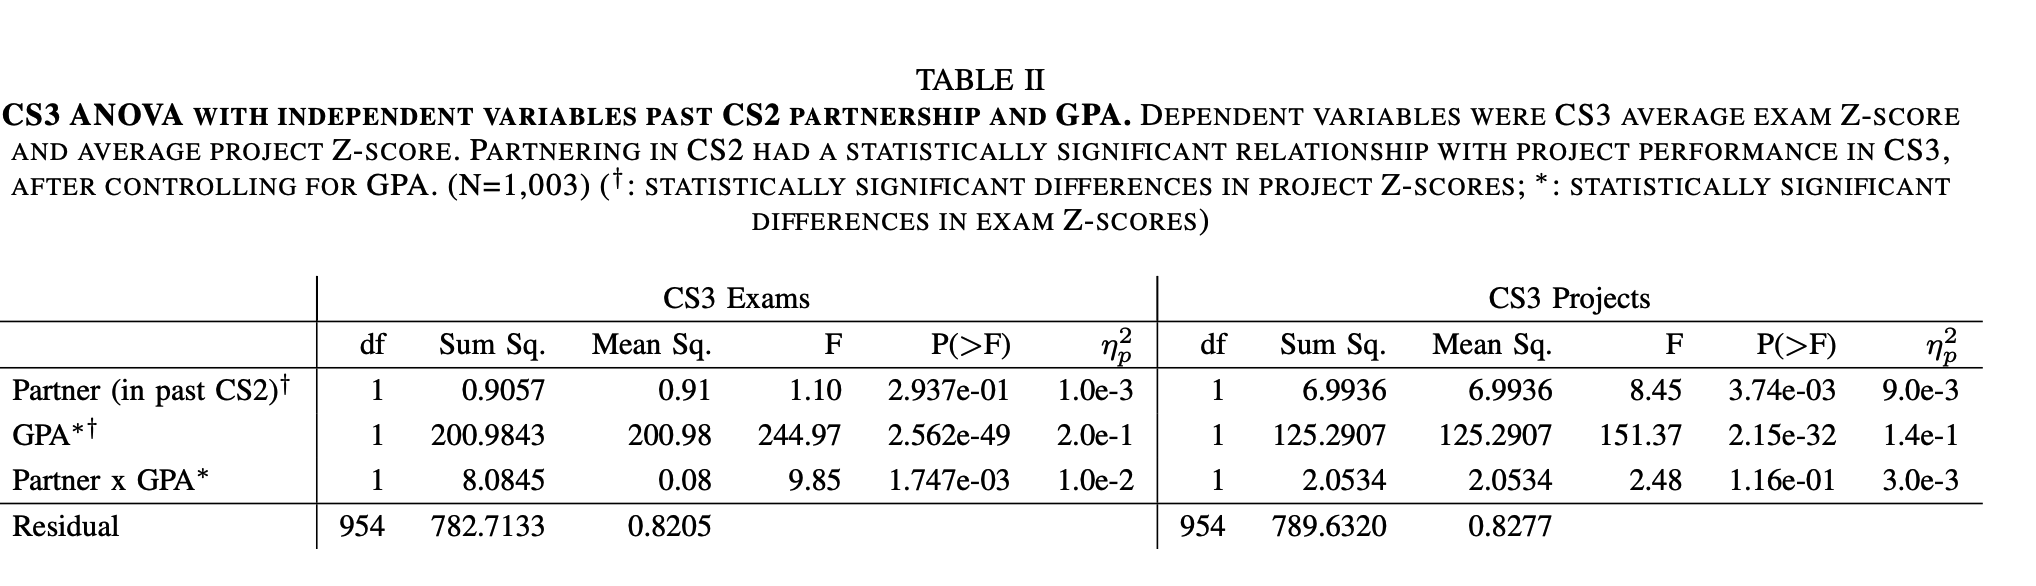 TABLE II
CS3 ANOVA WITH INDEPENDENT VARIABLES PAST CS2 PARTNERSHIP AND GPA. DEPENDENT VARIABLES WERE CS3 AVERAGE EXAM Z-SCORE
AND AVERAGE PROJECT Z-SCORE. PARTNERING IN CS2 HAD A STATISTICALLY SIGNIFICANT RELATIONSHIP WITH PROJECT PERFORMANCE IN CS3,
AFTER CONTROLLING FOR GPA. (N=1,003) (†: STATISTICALLY SIGNIFICANT DIFFERENCES IN PROJECT Z-SCORES; *: STATISTICALLY SIGNIFICANT
DIFFERENCES IN EXAM Z-SCORES)
CS3 Exams CS3 Projects
df Sum Sq. Mean Sq. F P(>F) η²ₚ df Sum Sq. Mean Sq. F P(>F) η²ₚ
Partner (in past CS2)† 1 0.9057 0.91 1.10 2.937e-01 1.0e-3 1 6.9936 6.9936 8.45 3.74e-03 9.0e-3
GPA*† 1 200.9843 200.98 244.97 2.562e-49 2.0e-1 1 125.2907 125.2907 151.37 2.15e-32 1.4e-1
Partner x GPA* 1 8.0845 0.08 9.85 1.747e-03 1.0e-2 1 2.0534 2.0534 2.48 1.16e-01 3.0e-3
Residual 954 782.7133 0.8205 954 789.6320 0.8277